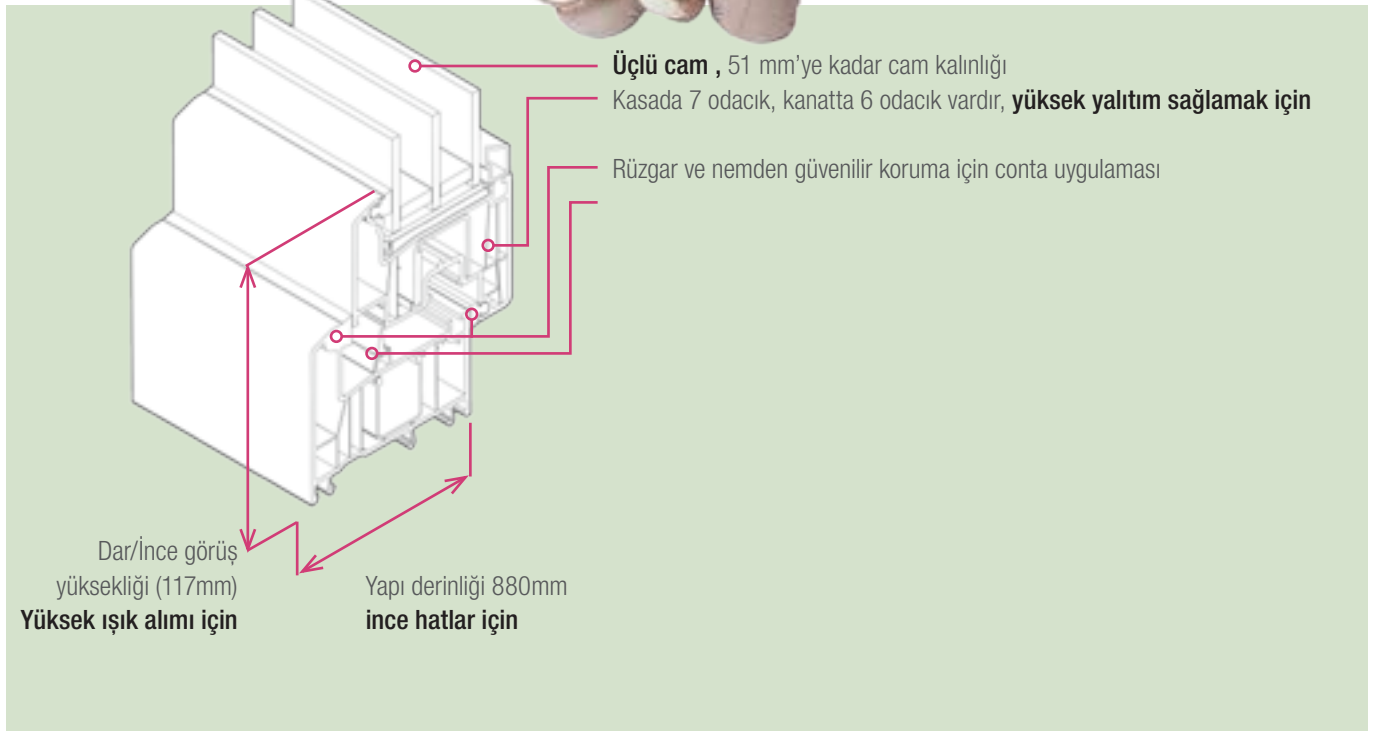 Üçlü cam , 51 mm’ye kadar cam kalınlığı
Kasada 7 odacık, kanatta 6 odacık vardır, yüksek yalıtım sağlamak için
Rüzgar ve nemden güvenilir koruma için conta uygulaması
Dar/İnce görüş
yüksekliği (117mm)
Yüksek ışık alımı için
Yapı derinliği 880mm
ince hatlar için